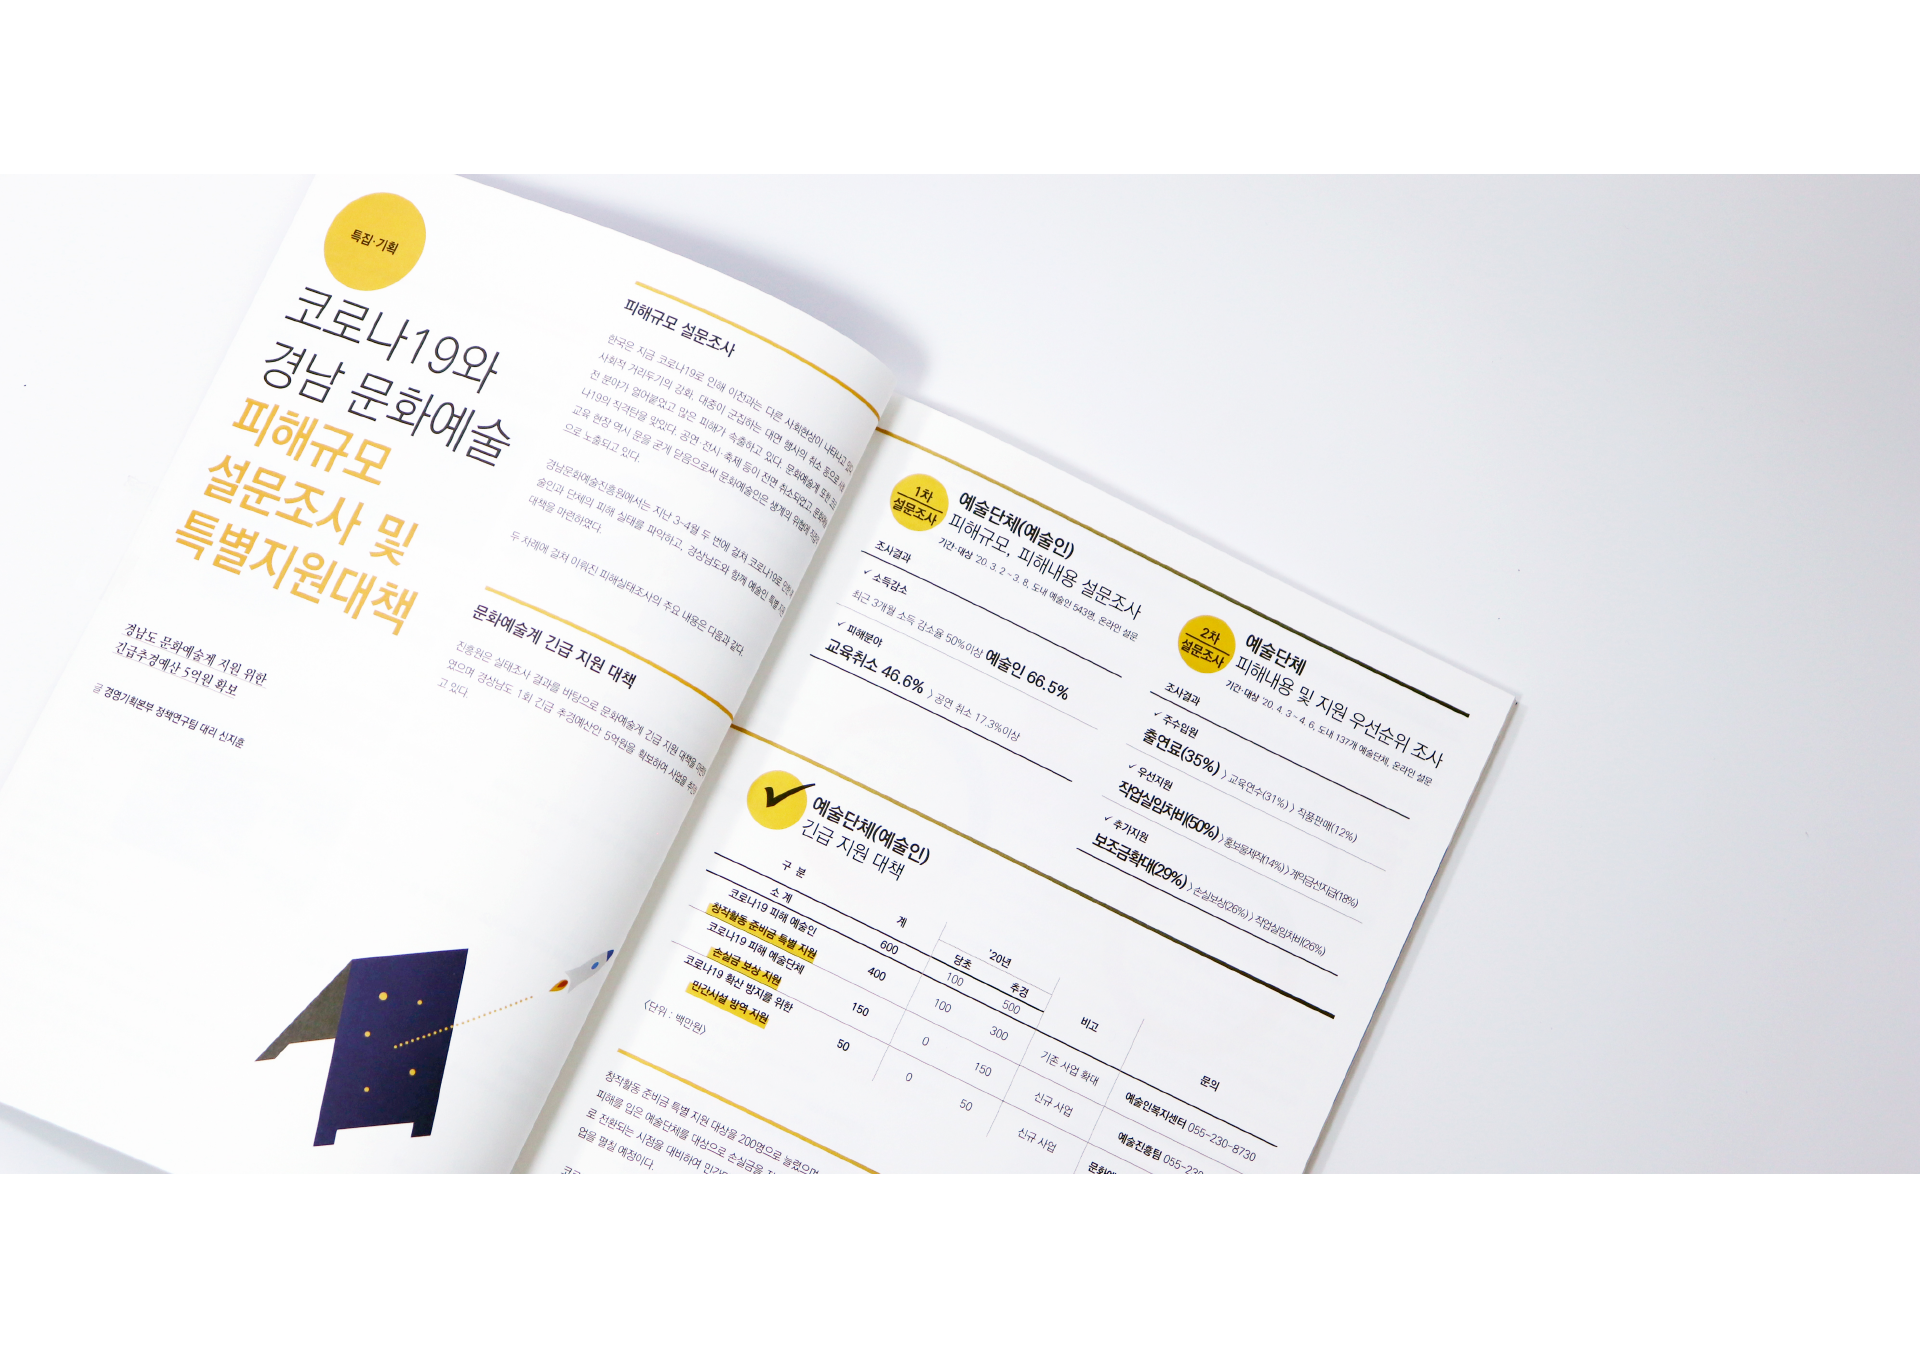 특집·기획
코로나19와
경남 문화예술
피해규모
설문조사 및
특별지원대책
경남도 문화예술계 지원 위한
긴급추경예산 5억원 확보
글 경영기획본부 정책연구팀 대리 신지훈
피해규모 설문조사
한국은 지금 코로나19로 인해 이전과는 다른 사회현상이 나타나고 있다.
사회적 거리두기의 강화, 대중이 군집하는 대면 행사의 취소 등으로 사회
전 분야가 얼어붙었고 많은 피해가 속출하고 있다. 문화예술계 또한 코로
나19의 직격탄을 맞았다. 공연·전시·축제 등이 전면 취소되었고, 문화예술
교육 현장 역시 문을 굳게 닫음으로써 문화예술인은 생계의 위협에 직접적
으로 노출되고 있다.
경남문화예술진흥원에서는 지난 3~4월 두 번에 걸쳐 코로나19로 인한 예
술인과 단체의 피해 실태를 파악하고, 경상남도와 함께 예술인 특별 지원
대책을 마련하였다.
두 차례에 걸쳐 이뤄진 피해실태조사의 주요 내용은 다음과 같다.
문화예술계 긴급 지원 대책
진흥원은 실태조사 결과를 바탕으로 문화예술계 긴급 지원 대책을 마련하
였으며 경상남도 1회 긴급 추경예산안 5억원을 확보하여 사업을 추진하
고 있다.
1차
설문조사
예술단체(예술인)
피해규모, 피해내용 설문조사
기간·대상 '20. 3. 2 ~ 3. 8, 도내 예술인 543명, 온라인 설문
조사결과
✓ 소득감소
최근 3개월 소득 감소율 50%이상 예술인 66.5%
✓ 피해분야
교육취소 46.6% 〉공연 취소 17.3%이상
2차
설문조사
예술단체
피해내용 및 지원 우선순위 조사
기간·대상 '20. 4. 3 ~ 4. 6, 도내 137개 예술단체, 온라인 설문
조사결과
✓ 주수입원
출연료(35%) 〉교육연수(31%) 〉작품판매(12%)
✓ 우선지원
작업실임차비(50%) 〉홍보물제작(14%) 〉계약금선지급(18%)
✓ 추가지원
보조금확대(29%) 〉손실보상(26%) 〉작업실임차비(26%)
예술단체(예술인)
긴급 지원 대책
구 분
계
'20년
당초
추경
비고
문의
소 계
600
100
500
코로나19 피해 예술인
창작활동 준비금 특별 지원
400
100
300
기존 사업 확대
예술인복지센터 055-230-8730
코로나19 피해 예술단체
손실금 보상 지원
150
0
150
신규 사업
예술진흥팀 055-230
코로나19 확산 방지를 위한
민간시설 방역 지원
50
0
50
신규 사업
〈단위 : 백만원〉
창작활동 준비금 특별 지원 대상을 200명으로 늘렸으며
피해를 입은 예술단체를 대상으로 손실금을
로 전환되는 시점을 대비하여
업을 펼칠 예정이다.